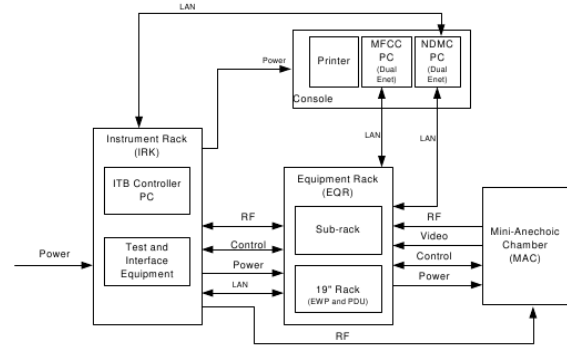 LAN
Printer
MFCC
PC
(Dual
Enet)
NDMC
PC
(Dual
Enet)
Console
Power
LAN
LAN
Instrument Rack
(IRK)
ITB Controller
PC
Test and
Interface
Equipment
Power
RF
Control
Power
LAN
Equipment Rack
(EQR)
Sub-rack
19" Rack
(EWP and PDU)
RF
Video
Control
Power
Mini-Anechoic
Chamber
(MAC)
RF